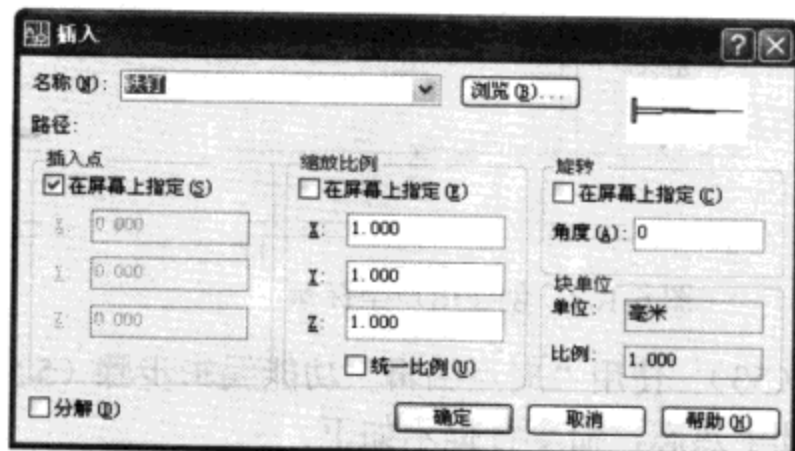 插入
名称(N):
浏览(B)...
路径:
插入点
在屏幕上指定(S)
X: 0.000
Y: 0.000
Z: 0.000
缩放比例
在屏幕上指定(E)
X: 1.000
Y: 1.000
Z: 1.000
统一比例(U)
旋转
在屏幕上指定(C)
角度(A): 0
块单位
单位: 毫米
比例: 1.000
分解(D)
确定
取消
帮助(H)